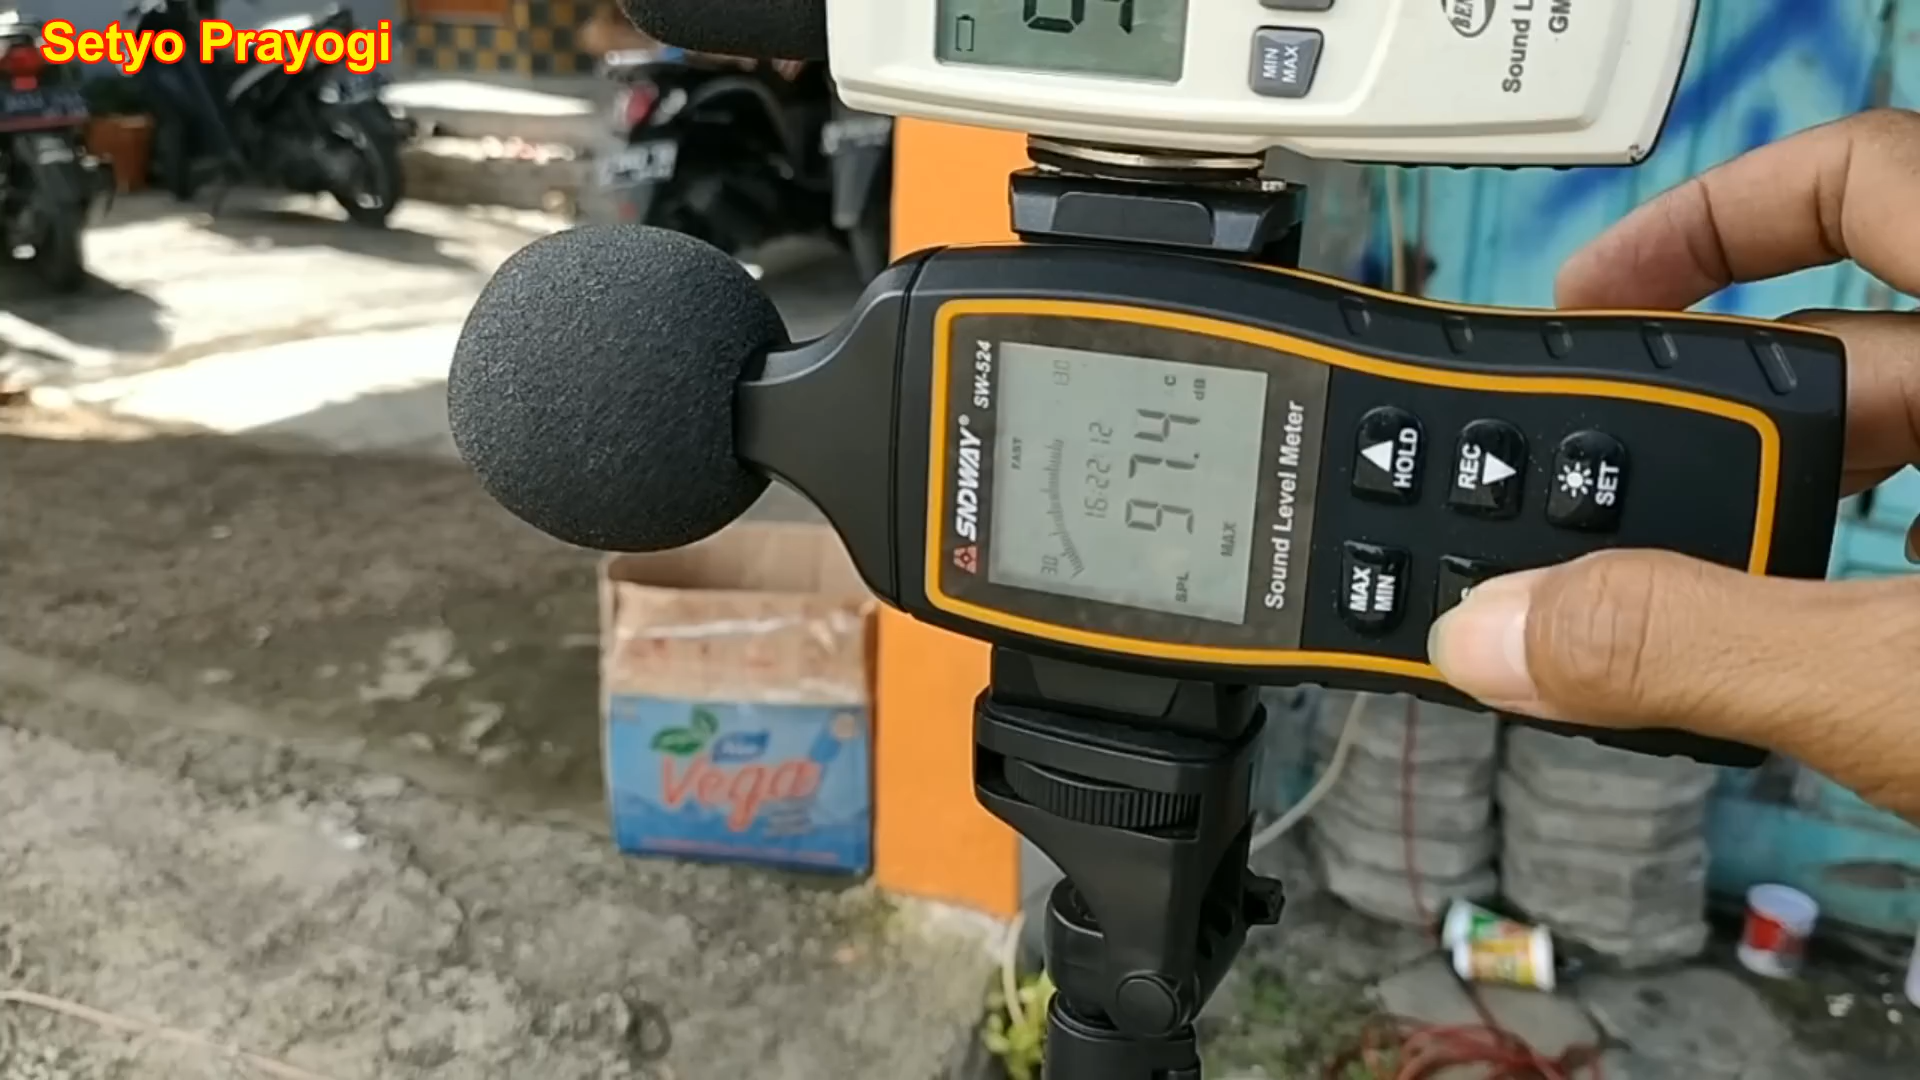 Setyo Prayogi
MIN
MAX
Sound L
GM
SNDWAY® SW-524
30
130
FAST
16:22:12
97.4
C
dB
SPL
MAX
Sound Level Meter
HOLD
REC
SET
MAX
MIN
Vega